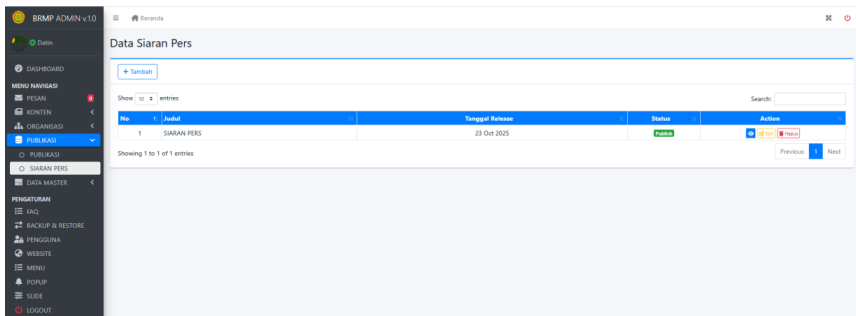 BRMP ADMIN v.1.0
Beranda
Datin
DASHBOARD
MENU NAVIGASI
PESAN 0
KONTEN
ORGANISASI
PUBLIKASI
PUBLIKASI
SIARAN PERS
DATA MASTER
PENGATURAN
FAQ
BACKUP & RESTORE
PENGGUNA
WEBSITE
MENU
POPUP
SLIDE
LOGOUT
Data Siaran Pers
+ Tambah
Show 10 entries
Search:
No Judul Tanggal Release Status Action
1 SIARAN PERS 23 Oct 2025 Publish Edit Hapus
Showing 1 to 1 of 1 entries
Previous 1 Next